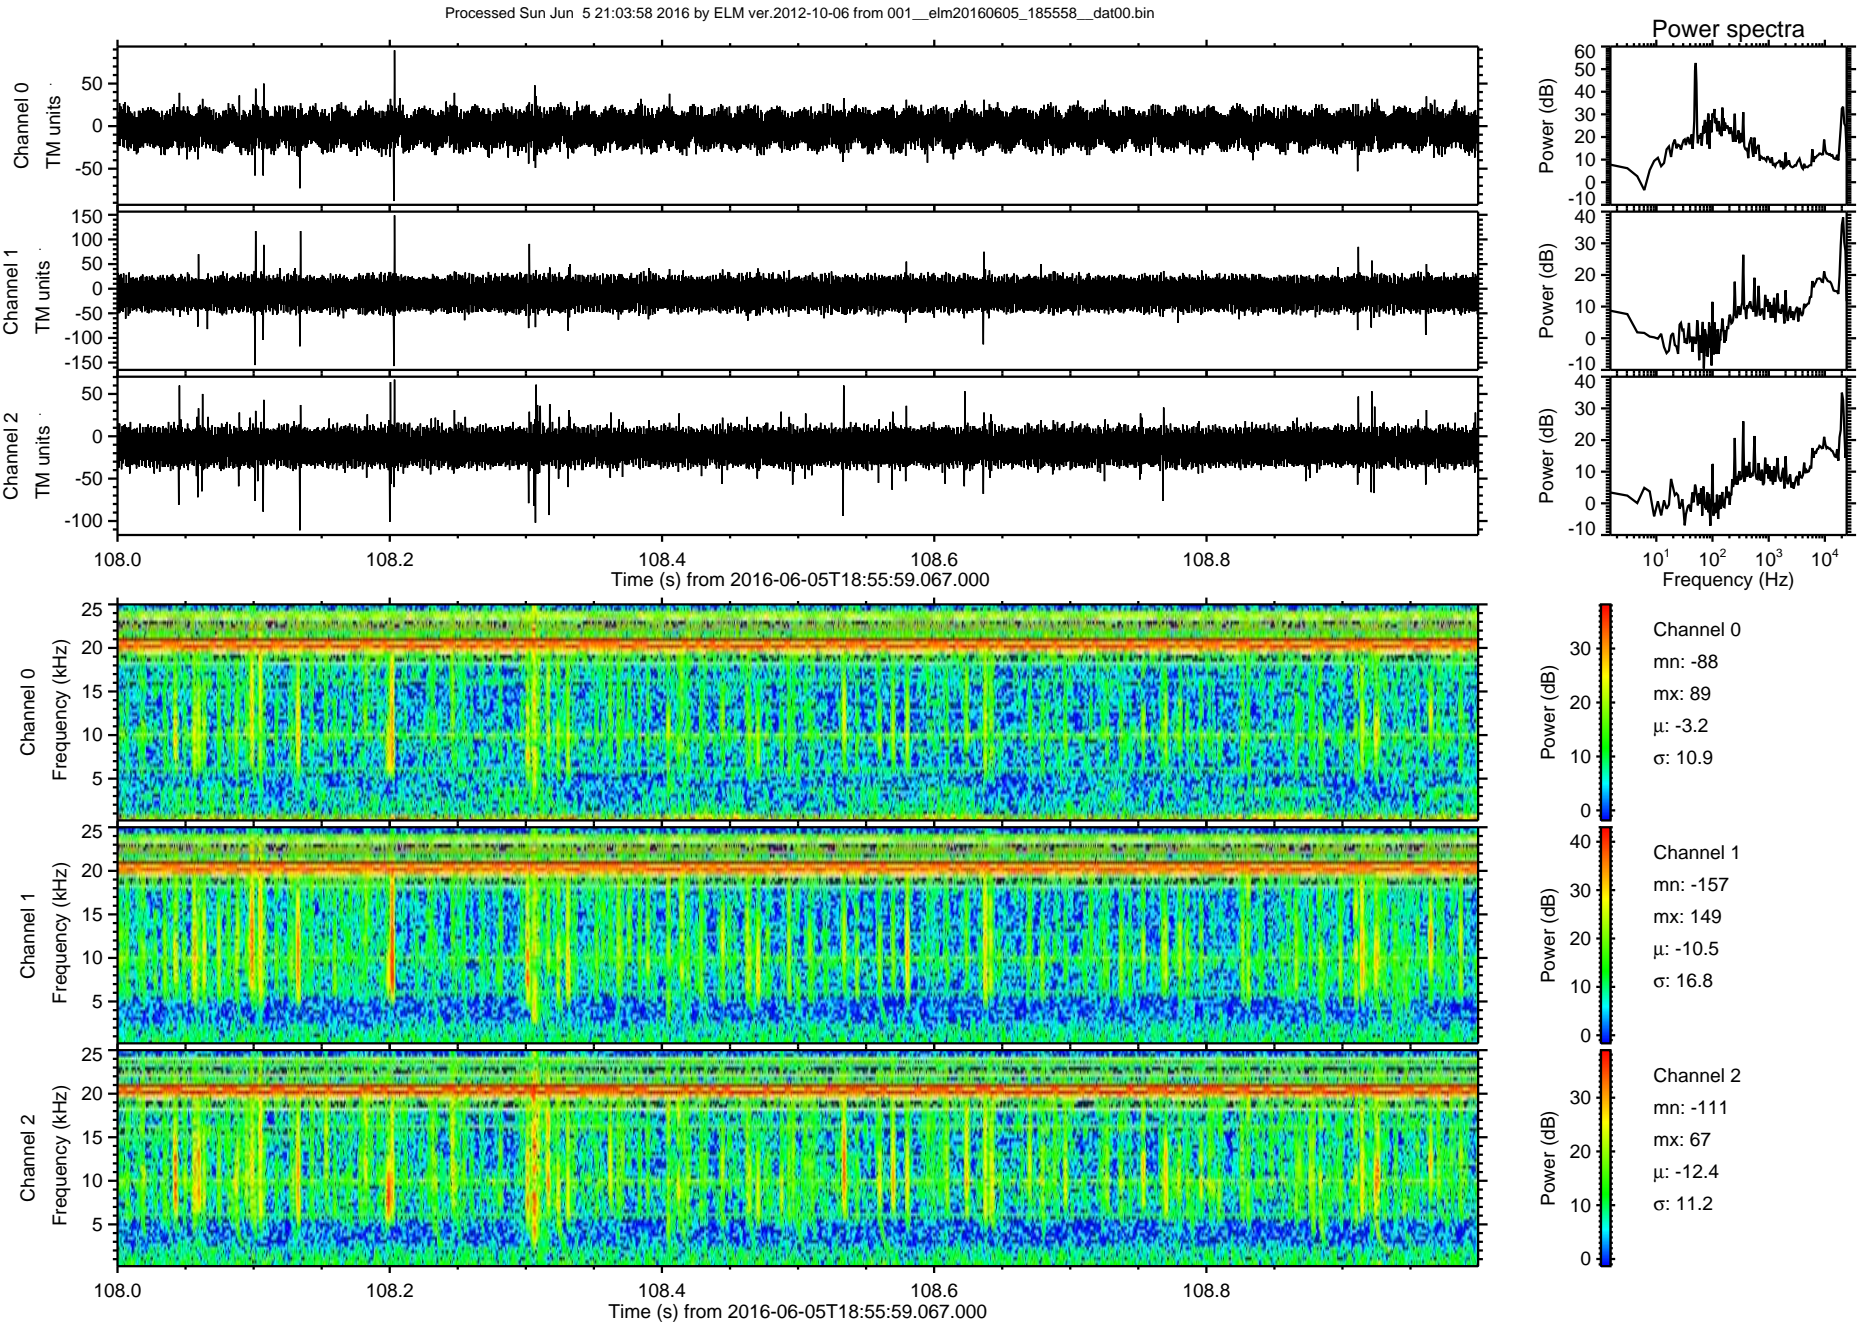 Processed Sun Jun 5 21:03:58 2016 by ELM ver.2012-10-06 from 001__elm20160605_185558__dat00.bin
Power spectra
Channel 0
TM units
50
0
-50
Power (dB)
60
50
40
30
20
10
0
-10
Channel 1
TM units
150
100
50
0
-50
-100
-150
Power (dB)
40
30
20
10
0
-10
Channel 2
TM units
50
0
-50
-100
Power (dB)
40
30
20
10
0
-10
108.0 108.2 108.4 108.6 108.8
Time (s) from 2016-06-05T18:55:59.067.000
10¹ 10² 10³ 10⁴
Frequency (Hz)
Channel 0
Frequency (kHz)
25
20
15
10
5
Power (dB)
30
20
10
0
Channel 0
mn: -88
mx: 89
μ: -3.2
σ: 10.9
Channel 1
Frequency (kHz)
25
20
15
10
5
Power (dB)
40
30
20
10
0
Channel 1
mn: -157
mx: 149
μ: -10.5
σ: 16.8
Channel 2
Frequency (kHz)
25
20
15
10
5
Power (dB)
30
20
10
0
Channel 2
mn: -111
mx: 67
μ: -12.4
σ: 11.2
108.0 108.2 108.4 108.6 108.8
Time (s) from 2016-06-05T18:55:59.067.000